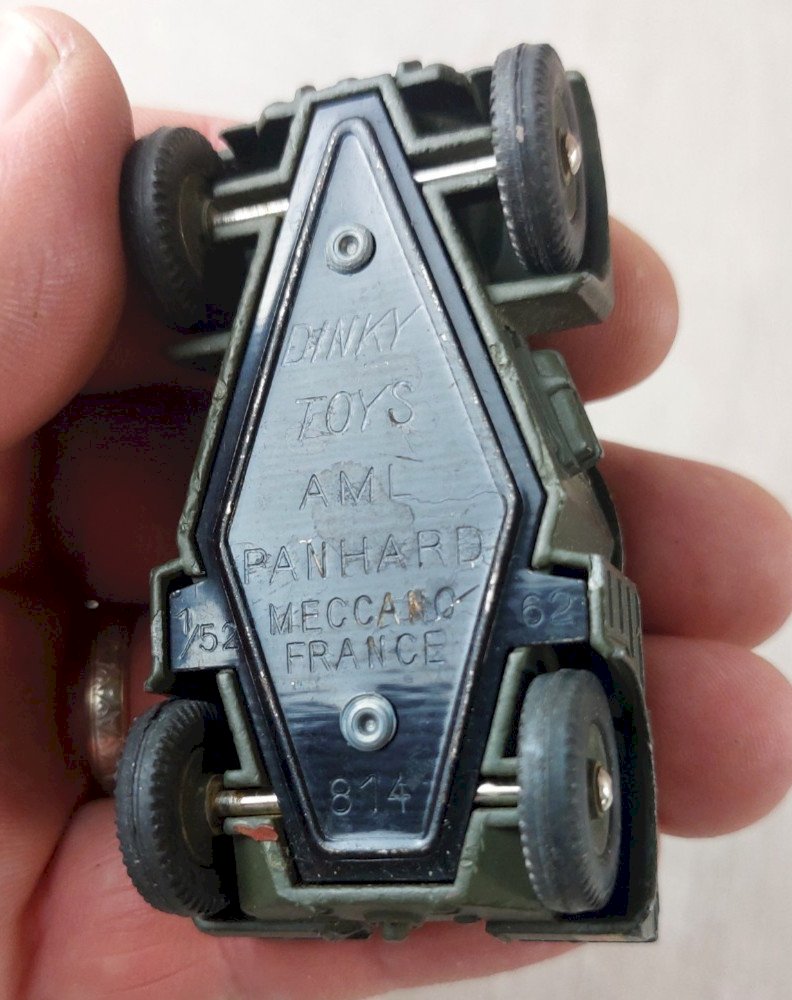 DINKY
TOYS
AML
PANHARD
1/52 MECCANO 62
FRANCE
814